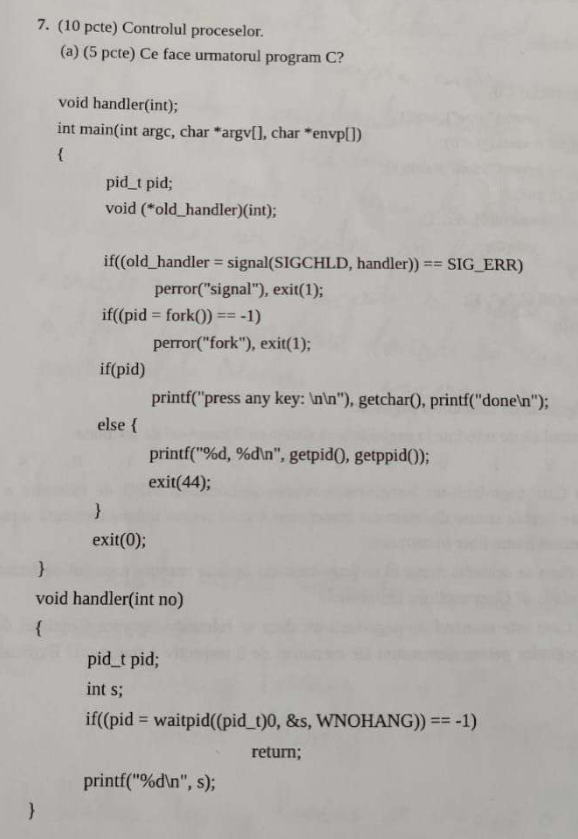 7. (10 pcte) Controlul proceselor.
(a) (5 pcte) Ce face urmatorul program C?
void handler(int);
int main(int argc, char *argv[], char *envp[])
{
pid_t pid;
void (*old_handler)(int);
if((old_handler = signal(SIGCHLD, handler)) == SIG_ERR)
perror("signal"), exit(1);
if((pid = fork()) == -1)
perror("fork"), exit(1);
if(pid)
printf("press any key: \n\n"), getchar(), printf("done\n");
else {
printf("%d, %d\n", getpid(), getppid());
exit(44);
}
exit(0);
}
void handler(int no)
{
pid_t pid;
int s;
if((pid = waitpid((pid_t)0, &s, WNOHANG)) == -1)
return;
printf("%d\n", s);
}